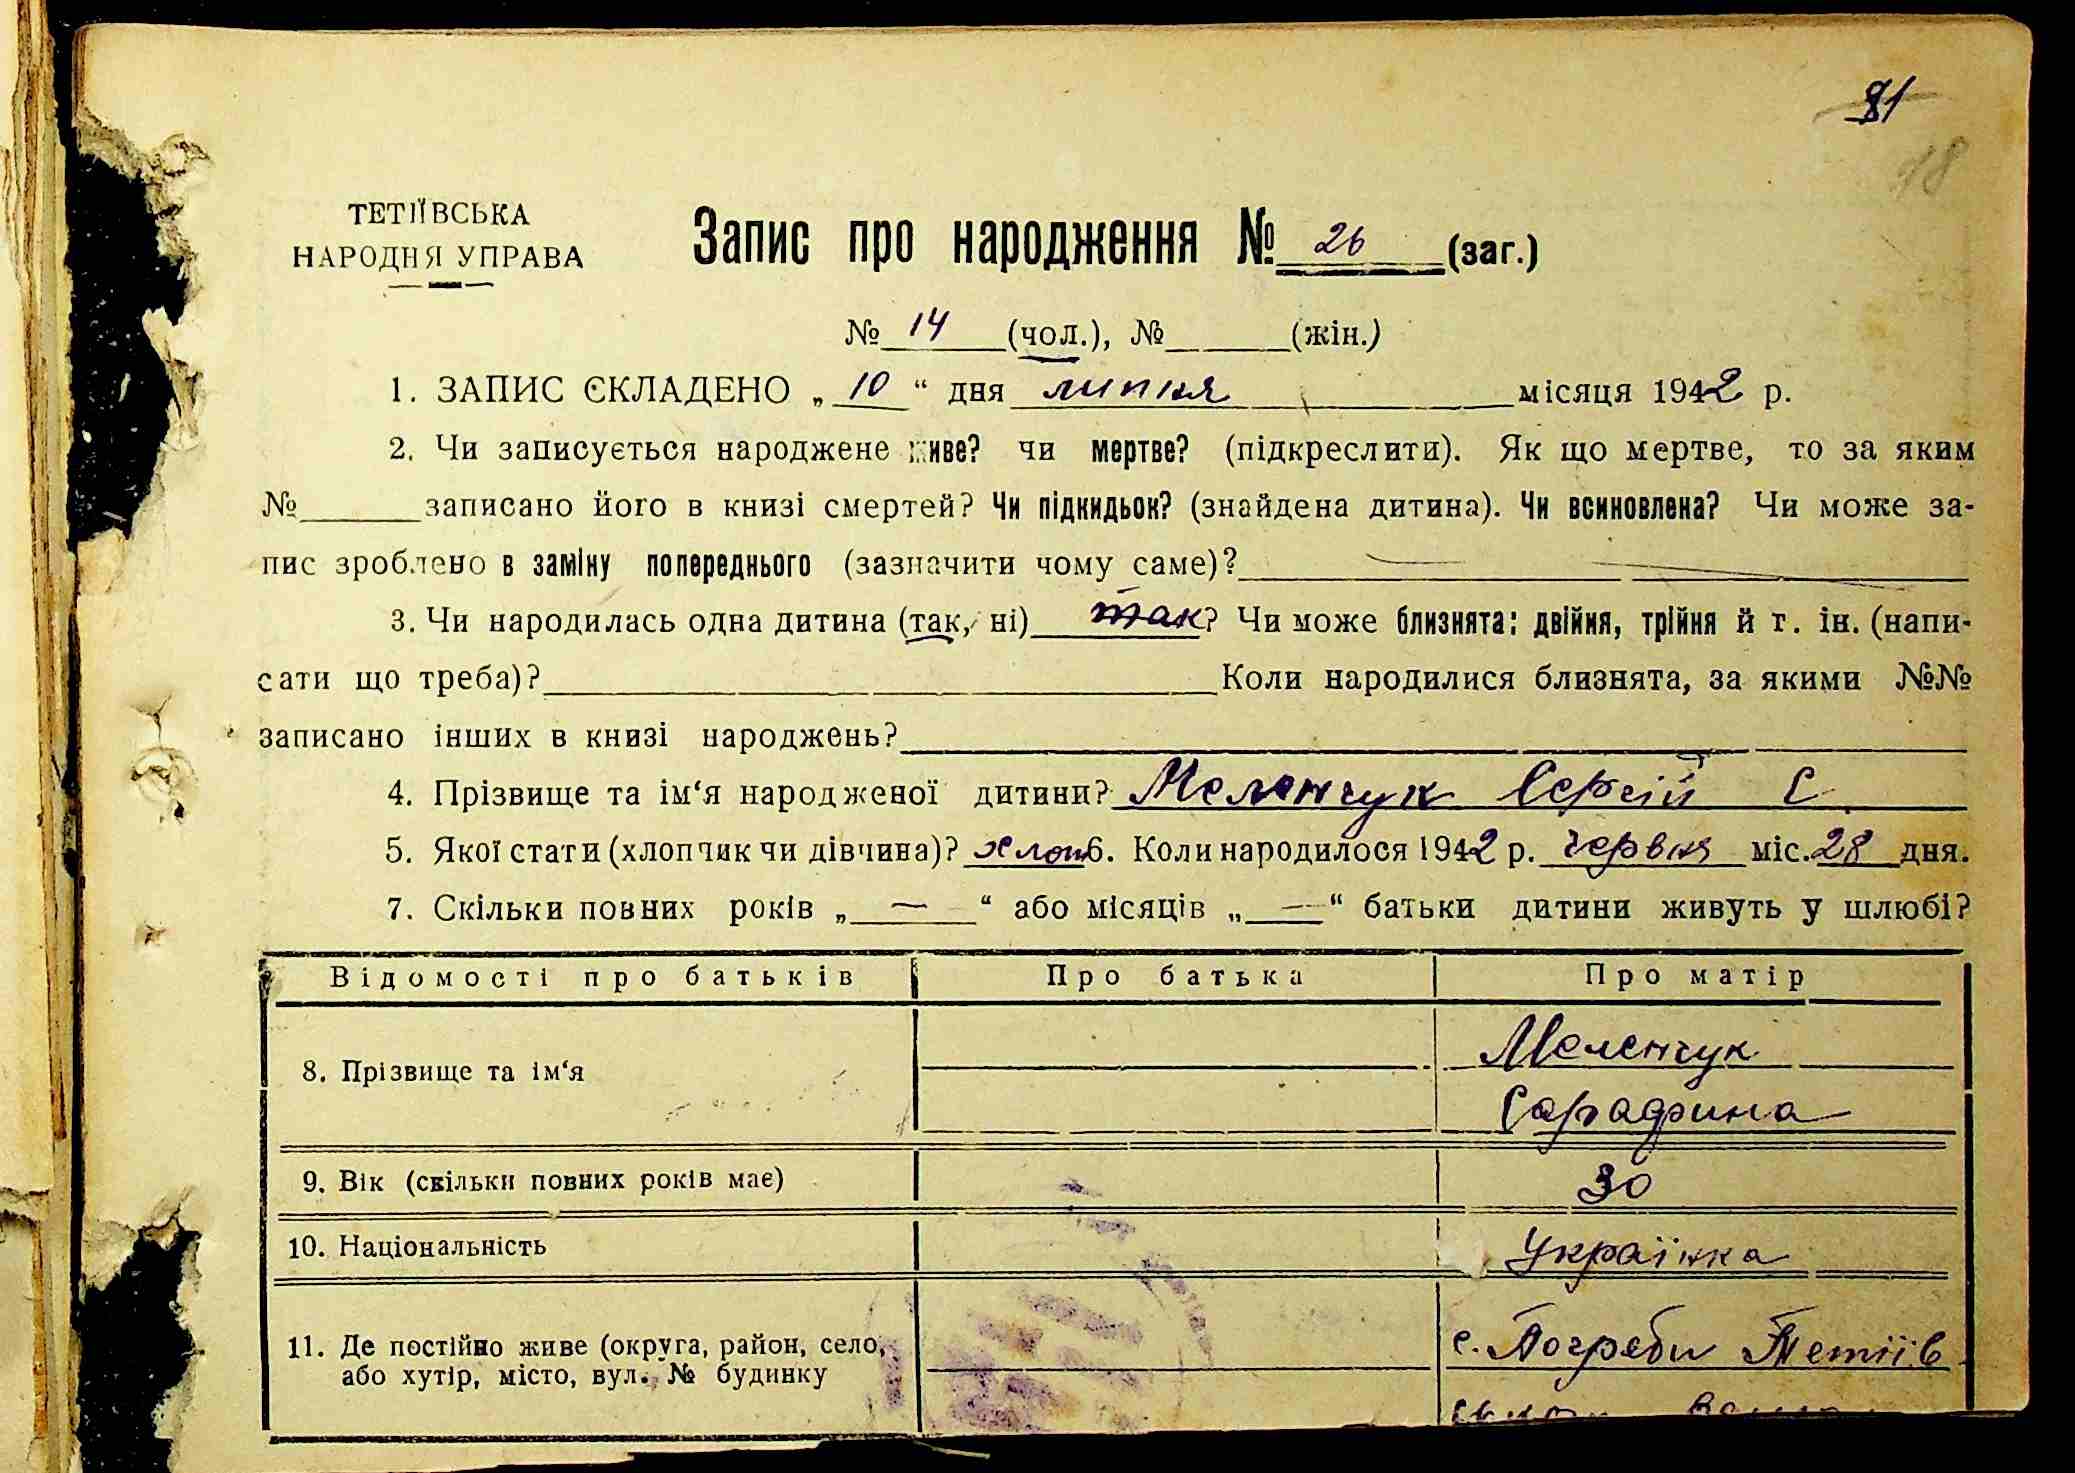 81
18
ТЕТІЇВСЬКА
НАРОДНЯ УПРАВА
Запис про народження № 26 (заг.)
№ 14 (чол.), № (жін.)
1. ЗАПИС ЄКЛАДЕНО „ 10 “ дня липня місяця 1942 р.
2. Чи записується народжене живе? чи мертве? (підкреслити). Як що мертве, то за яким
№ записано його в книзі смертей? Чи підкидьок? (знайдена дитина). Чи всиновлена? Чи може за-
пис зроблено в заміну попереднього (зазначити чому саме)?
3. Чи народилась одна дитина (так, ні) так? Чи може близнята: двійня, трійня й т. ін. (напи-
сати що треба)? Коли народилися близнята, за якими №№
записано інших в книзі народжень?
4. Прізвище та ім‘я народженої дитини? Меленчук Сергій С.
5. Якої стати (хлопчик чи дівчина)? хлоп 6. Коли народилося 1942 р. червня міс. 28 дня.
7. Скільки повних років „ — “ або місяців „ — “ батьки дитини живуть у шлюбі?
Відомості про батьків Про батька Про матір
8. Прізвище та ім‘я Меленчук
Сарафина
9. Вік (скільки повних років має) 30
10. Національність Українка
11. Де постійно живе (округа, район, село, с. Погреби Тетіїв
або хутір, місто, вул. № будинку